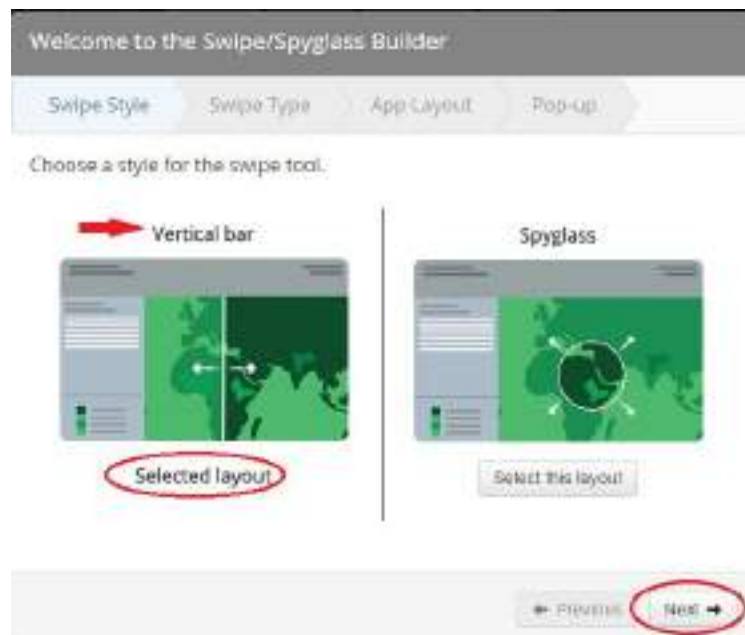 Welcome to the Swipe/Spyglass Builder
Swipe Style Swipe Type App Layout Pop-up
Choose a style for the swipe tool.
Vertical bar Spyglass
Selected layout Select this layout
Previous Next